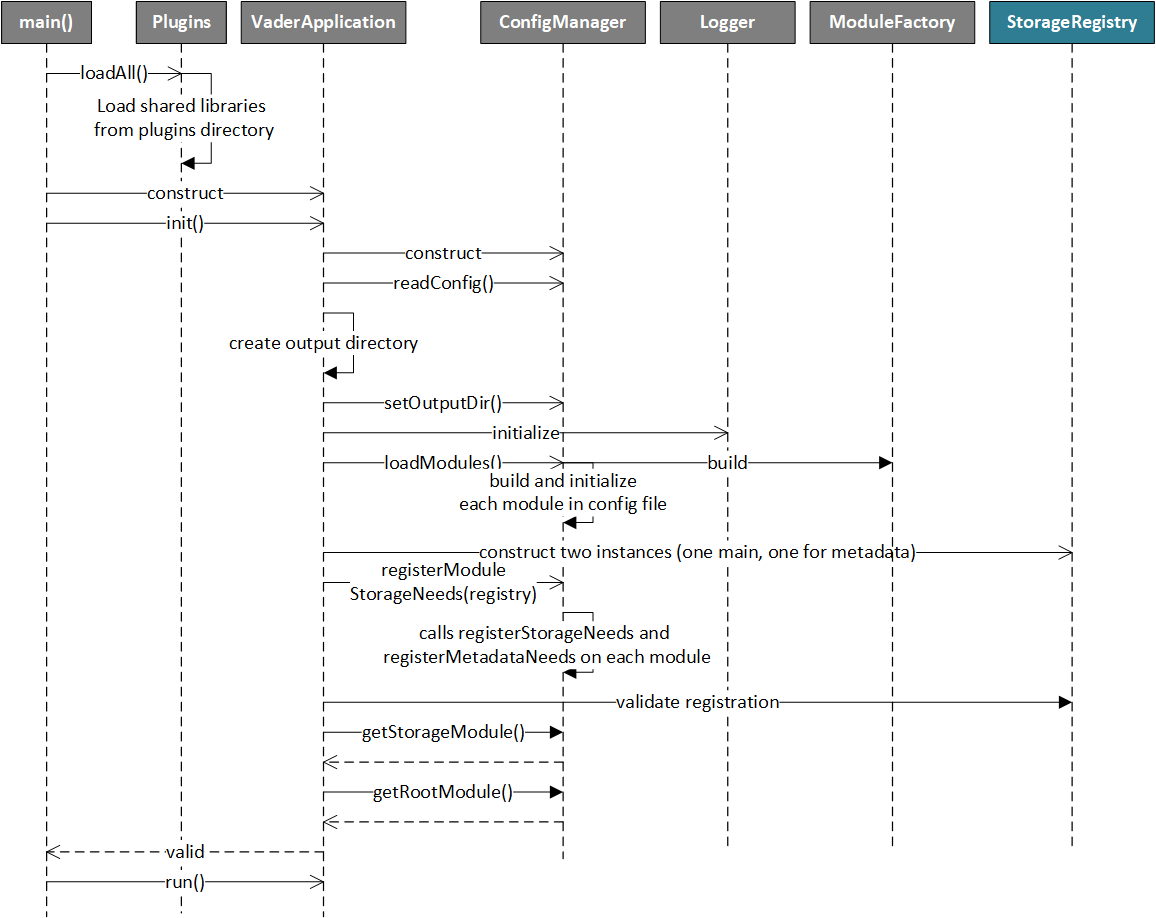 main()
Plugins
VaderApplication
ConfigManager
Logger
ModuleFactory
StorageRegistry
loadAll()
Load shared libraries
from plugins directory
construct
init()
construct
readConfig()
create output directory
setOutputDir()
initialize
loadModules()
build
build and initialize
each module in config file
construct two instances (one main, one for metadata)
registerModule
StorageNeeds(registry)
calls registerStorageNeeds and
registerMetadataNeeds on each module
validate registration
getStorageModule()
getRootModule()
valid
run()